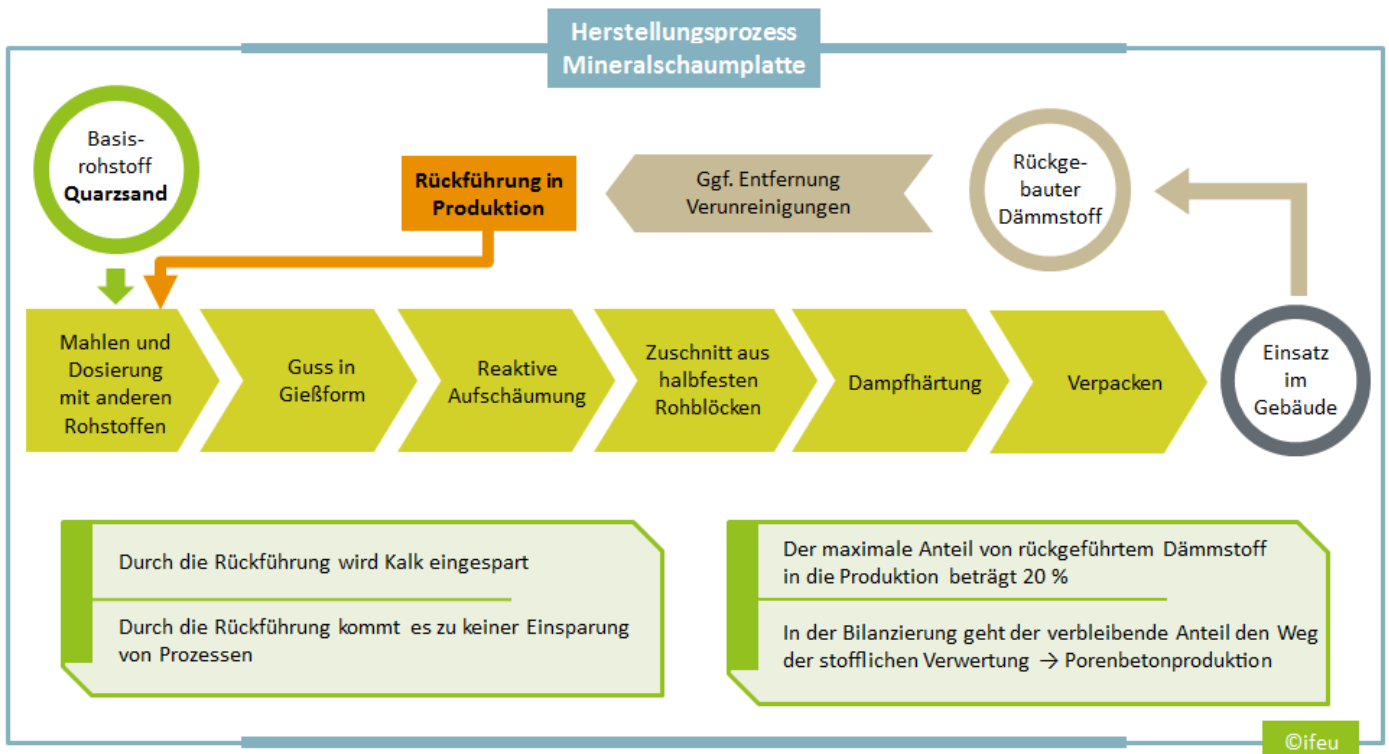 Herstellungsprozess
Mineralschaumplatte
Basis-
rohstoff
Quarzsand
Rückführung in
Produktion
Ggf. Entfernung
Verunreinigungen
Rückge-
bauter
Dämmstoff
Mahlen und
Dosierung
mit anderen
Rohstoffen
Guss in
Gießform
Reaktive
Aufschäumung
Zuschnitt aus
halbfesten
Rohblöcken
Dampfhärtung
Verpacken
Einsatz
im
Gebäude
Durch die Rückführung wird Kalk eingespart
Durch die Rückführung kommt es zu keiner Einsparung
von Prozessen
Der maximale Anteil von rückgeführtem Dämmstoff
in die Produktion beträgt 20 %
In der Bilanzierung geht der verbleibende Anteil den Weg
der stofflichen Verwertung → Porenbetonproduktion
©ifeu